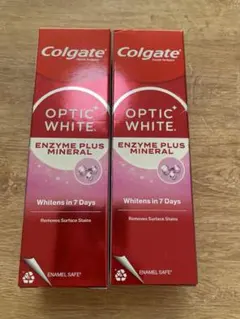 Colgate
OPTIC
WHITE.
ENZYME PLUS
MINERAL
Whitens in 7 Days
Removes Surface Stains
ENAMEL SAFE*
Colgate
OPTIC
WHITE.
ENZYME PLUS
MINERAL
Whitens in 7 Days
Removes Surface Stains
ENAMEL SAFE*